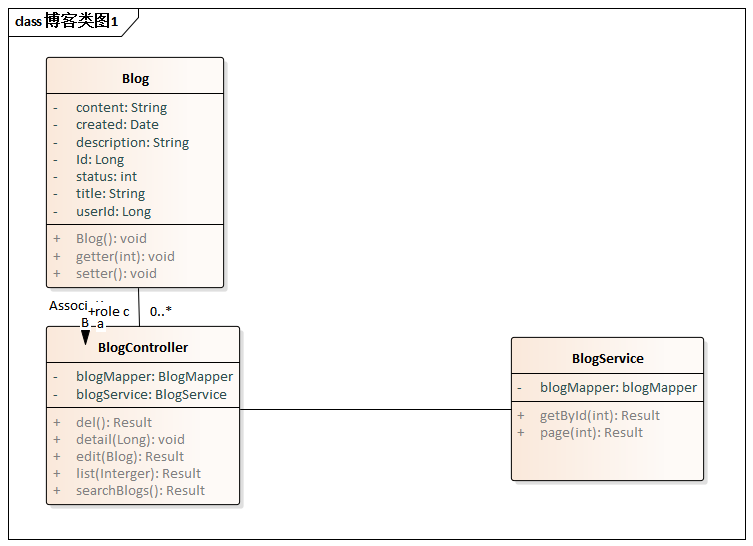 class 博客类图1
Blog
- content: String
- created: Date
- description: String
- Id: Long
- status: int
- title: String
- userId: Long
+ Blog(): void
+ getter(int): void
+ setter(): void
+role c
0..*
BlogController
- blogMapper: BlogMapper
- blogService: BlogService
+ del(): Result
+ detail(Long): void
+ edit(Blog): Result
+ list(Interger): Result
+ searchBlogs(): Result
BlogService
- blogMapper: blogMapper
+ getById(int): Result
+ page(int): Result